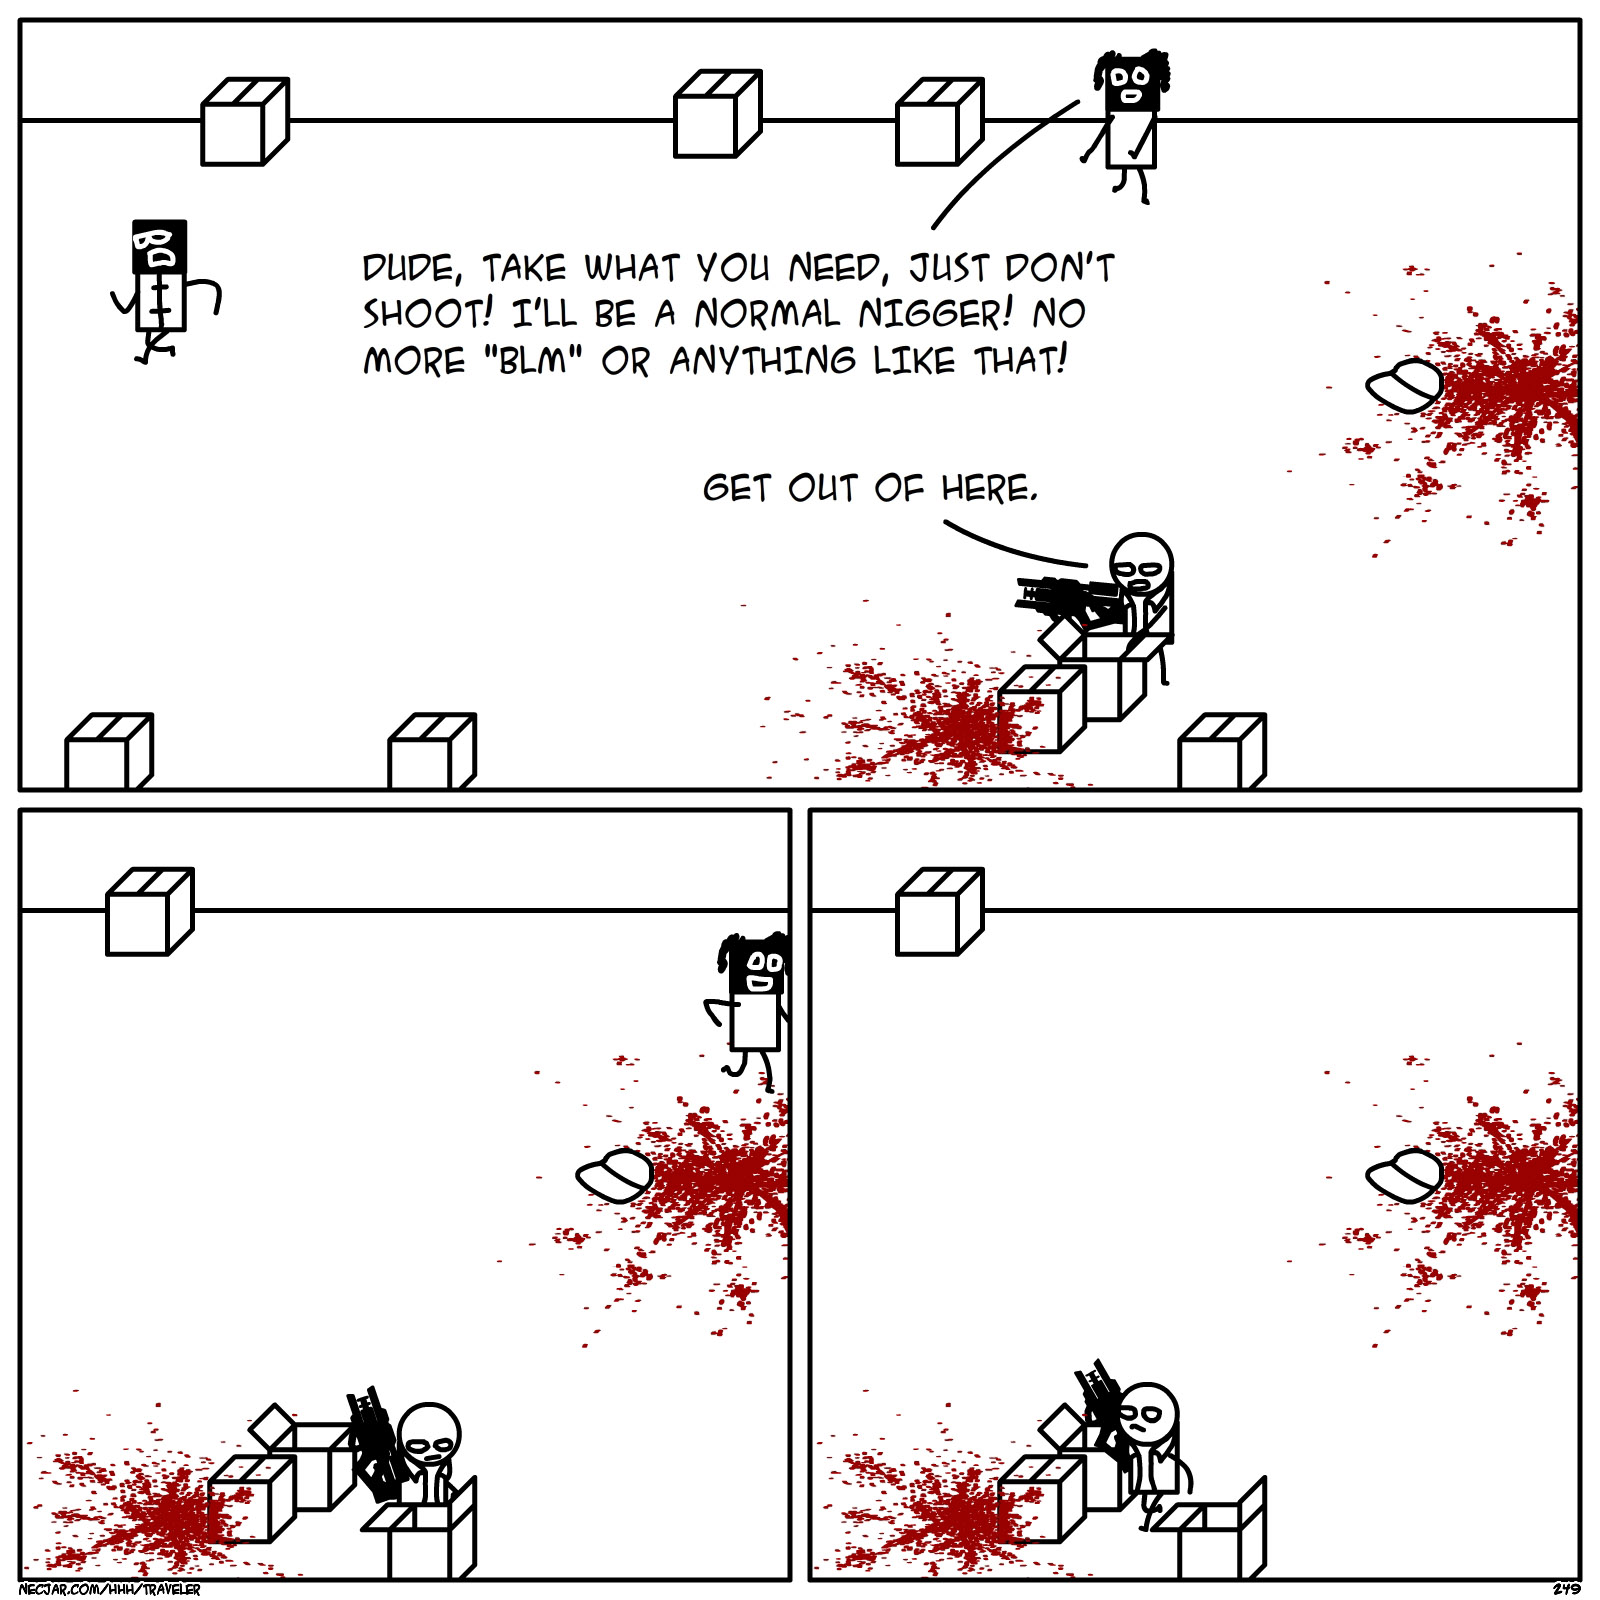 DUDE, TAKE WHAT YOU NEED, JUST DON'T
SHOOT! I'LL BE A NORMAL NIGGER! NO
MORE "BLM" OR ANYTHING LIKE THAT!
GET OUT OF HERE.
NECJAR.COM/HHH/TRAVELER
249